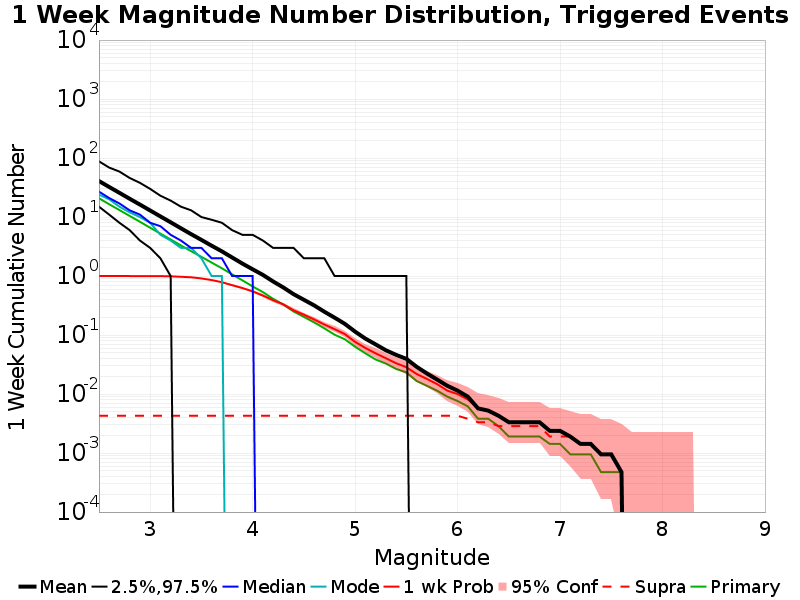 1 Week Magnitude Number Distribution, Triggered Events
1 Week Cumulative Number
10^4
10^3
10^2
10^1
10^0
10^-1
10^-2
10^-3
10^-4
3 4 5 6 7 8 9
Magnitude
Mean 2.5%,97.5% Median Mode 1 wk Prob 95% Conf Supra Primary